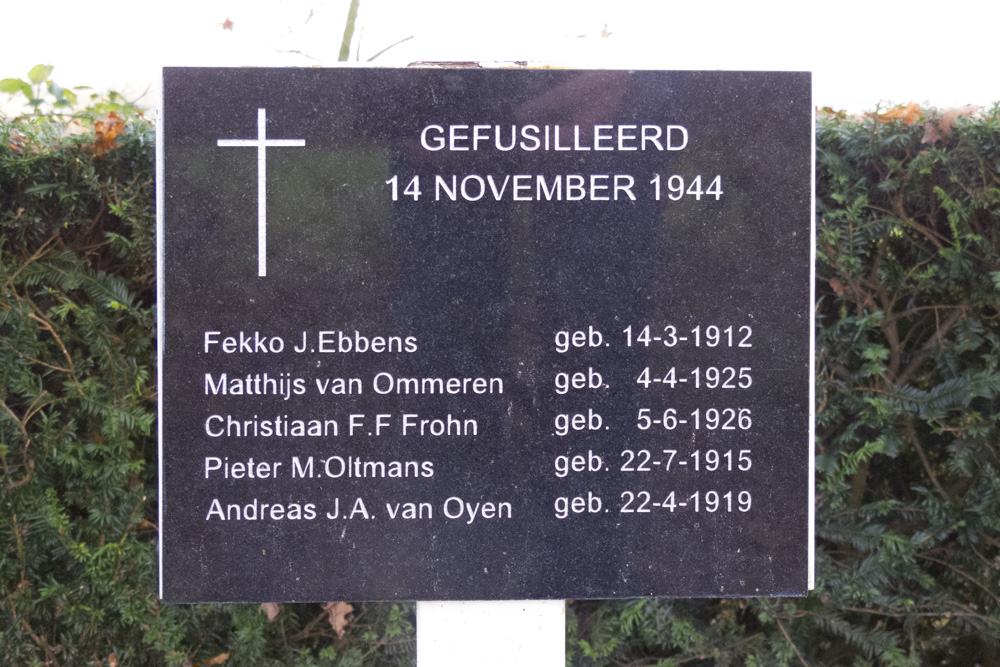 GEFUSILLEERD
14 NOVEMBER 1944
Fekko J.Ebbens geb. 14-3-1912
Matthijs van Ommeren geb. 4-4-1925
Christiaan F.F Frohn geb. 5-6-1926
Pieter M.Oltmans geb. 22-7-1915
Andreas J.A. van Oyen geb. 22-4-1919